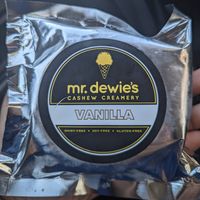 mr. dewie's
CASHEW CREAMERY
VANILLA
DAIRY-FREE • SOY-FREE • GLUTEN-FREE